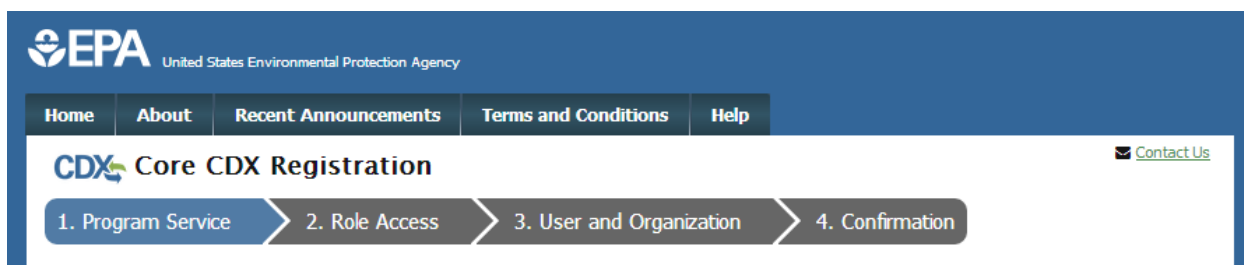 EPA United States Environmental Protection Agency
Home About Recent Announcements Terms and Conditions Help
Contact Us
CDX Core CDX Registration
1. Program Service 2. Role Access 3. User and Organization 4. Confirmation